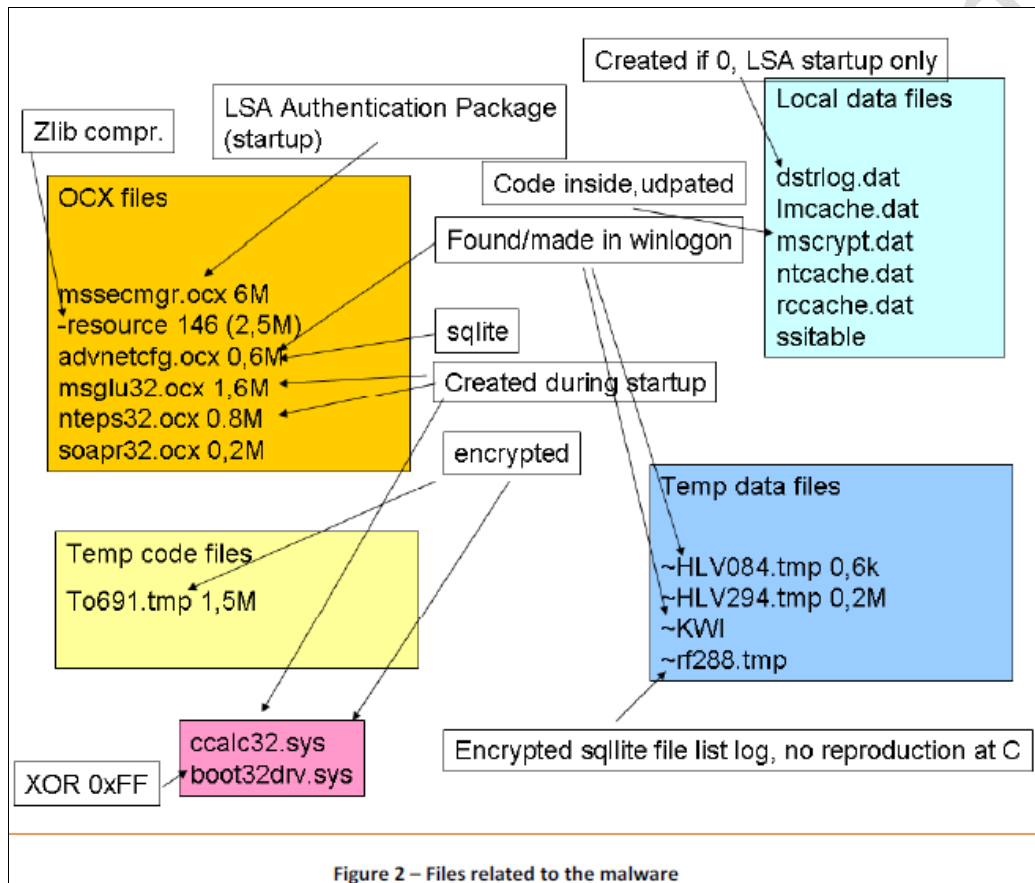 Created if 0, LSA startup only
Local data files
LSA Authentication Package
(startup)
Zlib compr.
dstrlog.dat
lmcache.dat
mscrypt.dat
ntcache.dat
rccache.dat
ssitable
Code inside,udpated
OCX files
Found/made in winlogon
mssecmgr.ocx 6M
-resource 146 (2,5M)
advnetcfg.ocx 0,6M
msglu32.ocx 1,6M
nteps32.ocx 0.8M
soapr32.ocx 0,2M
sqlite
Created during startup
encrypted
Temp data files
~HLV084.tmp 0,6k
~HLV294.tmp 0,2M
~KWI
~rf288.tmp
Temp code files
To691.tmp 1,5M
ccalc32.sys
boot32drv.sys
Encrypted sqllite file list log, no reproduction at C
XOR 0xFF
Figure 2 – Files related to the malware